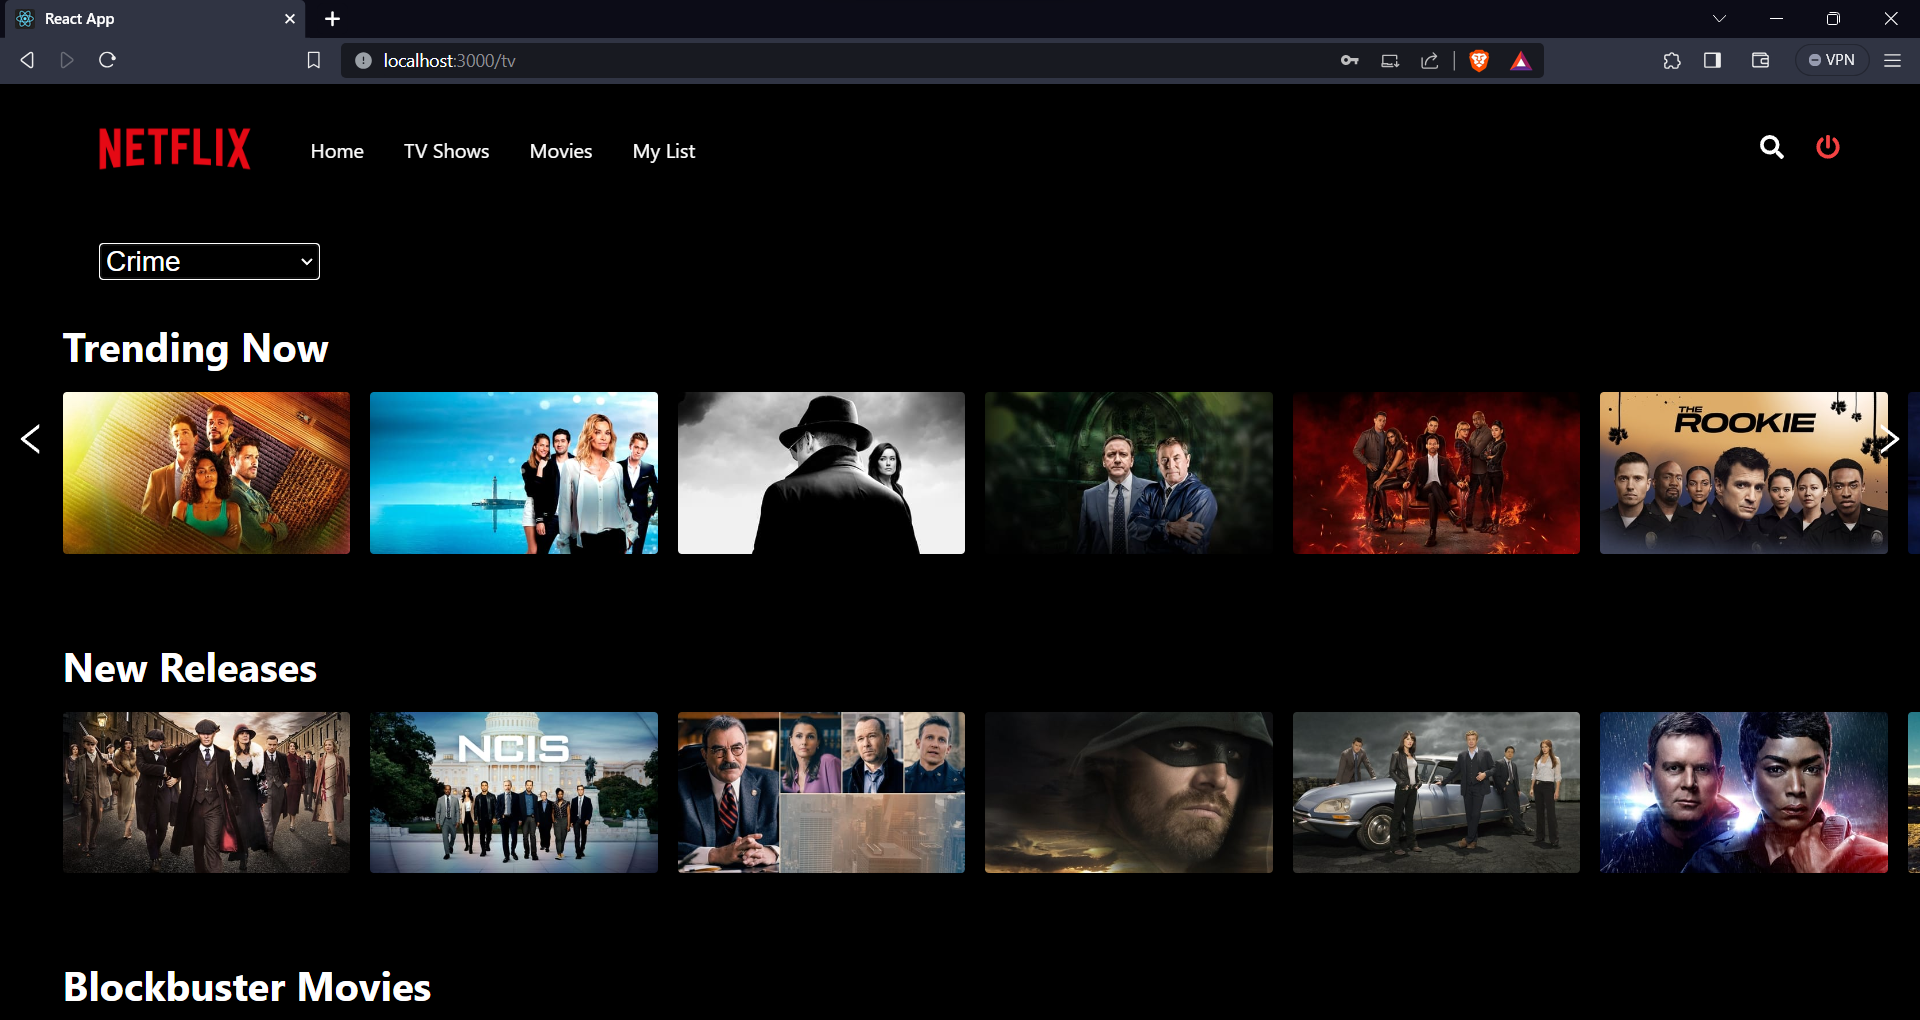 React App
localhost:3000/tv
VPN
NETFLIX
Home
TV Shows
Movies
My List
Crime
Trending Now
THE
ROOKIE
New Releases
NCIS
Blockbuster Movies